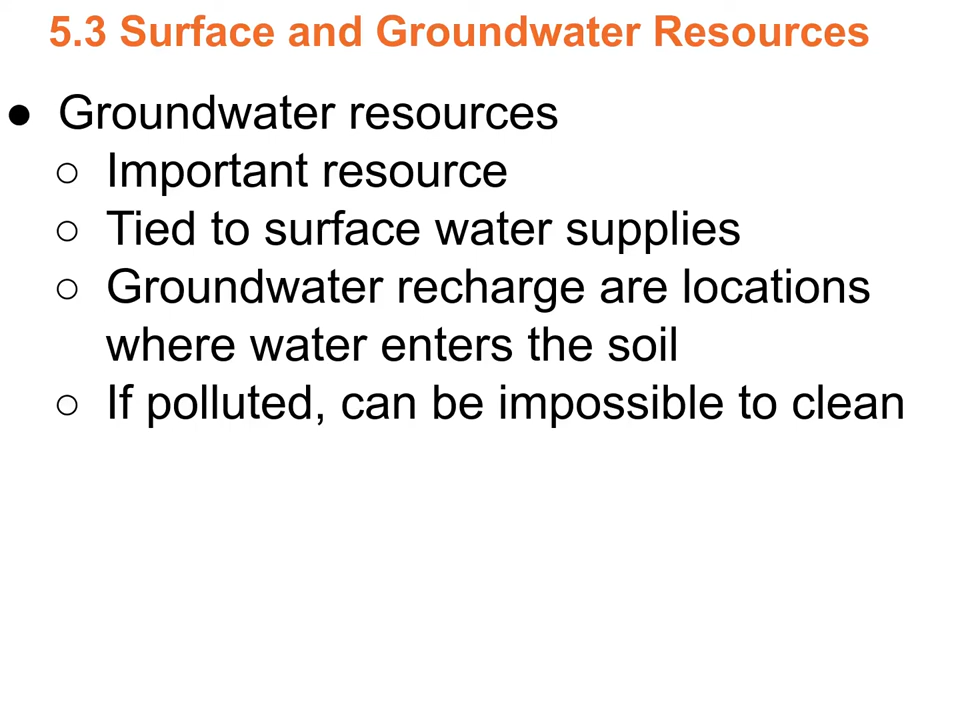 5.3 Surface and Groundwater Resources
● Groundwater resources
○ Important resource
○ Tied to surface water supplies
○ Groundwater recharge are locations
where water enters the soil
○ If polluted, can be impossible to clean